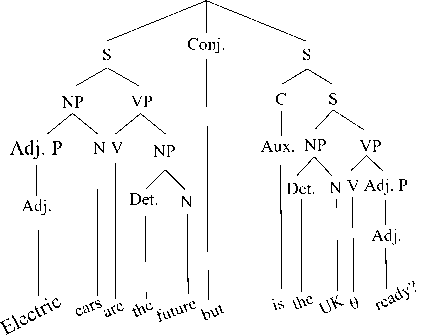 S Conj. S
NP VP C S
Adj. P N V NP Aux. NP VP
Adj. Det. N Det. N V Adj. P
Adj.
Electric cars are the future but is the UK θ ready?